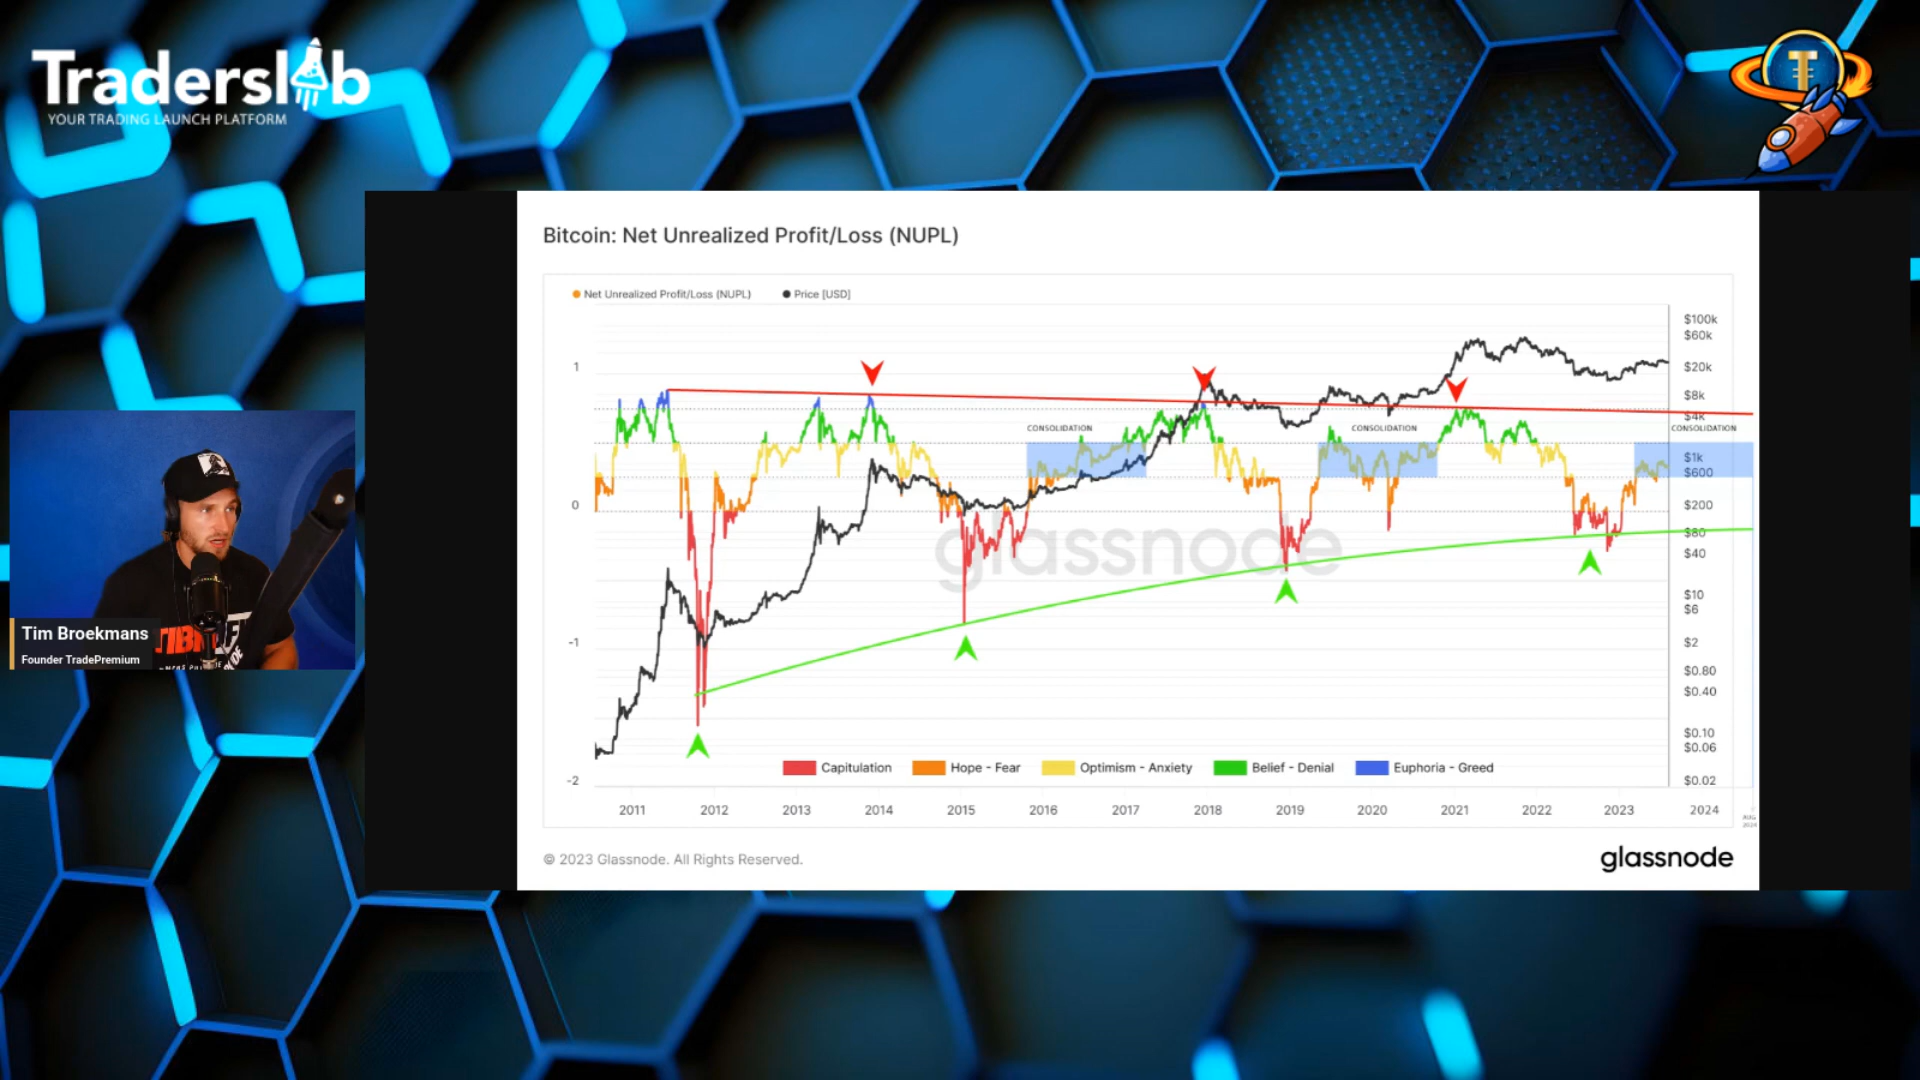 Traderslab
YOUR TRADING LAUNCH PLATFORM
Bitcoin: Net Unrealized Profit/Loss (NUPL)
Net Unrealized Profit/Loss (NUPL)
Price [USD]
1
0
-1
-2
$100k
$60k
$20k
$8k
$4k
$1k
$600
$200
$80
$40
$10
$6
$2
$0.80
$0.40
$0.10
$0.06
$0.02
CONSOLIDATION
CONSOLIDATION
CONSOLIDATION
glassnode
Capitulation
Hope - Fear
Optimism - Anxiety
Belief - Denial
Euphoria - Greed
2011 2012 2013 2014 2015 2016 2017 2018 2019 2020 2021 2022 2023 2024
AUG
© 2023 Glassnode. All Rights Reserved.
glassnode
Tim Broekmans
Founder TradePremium